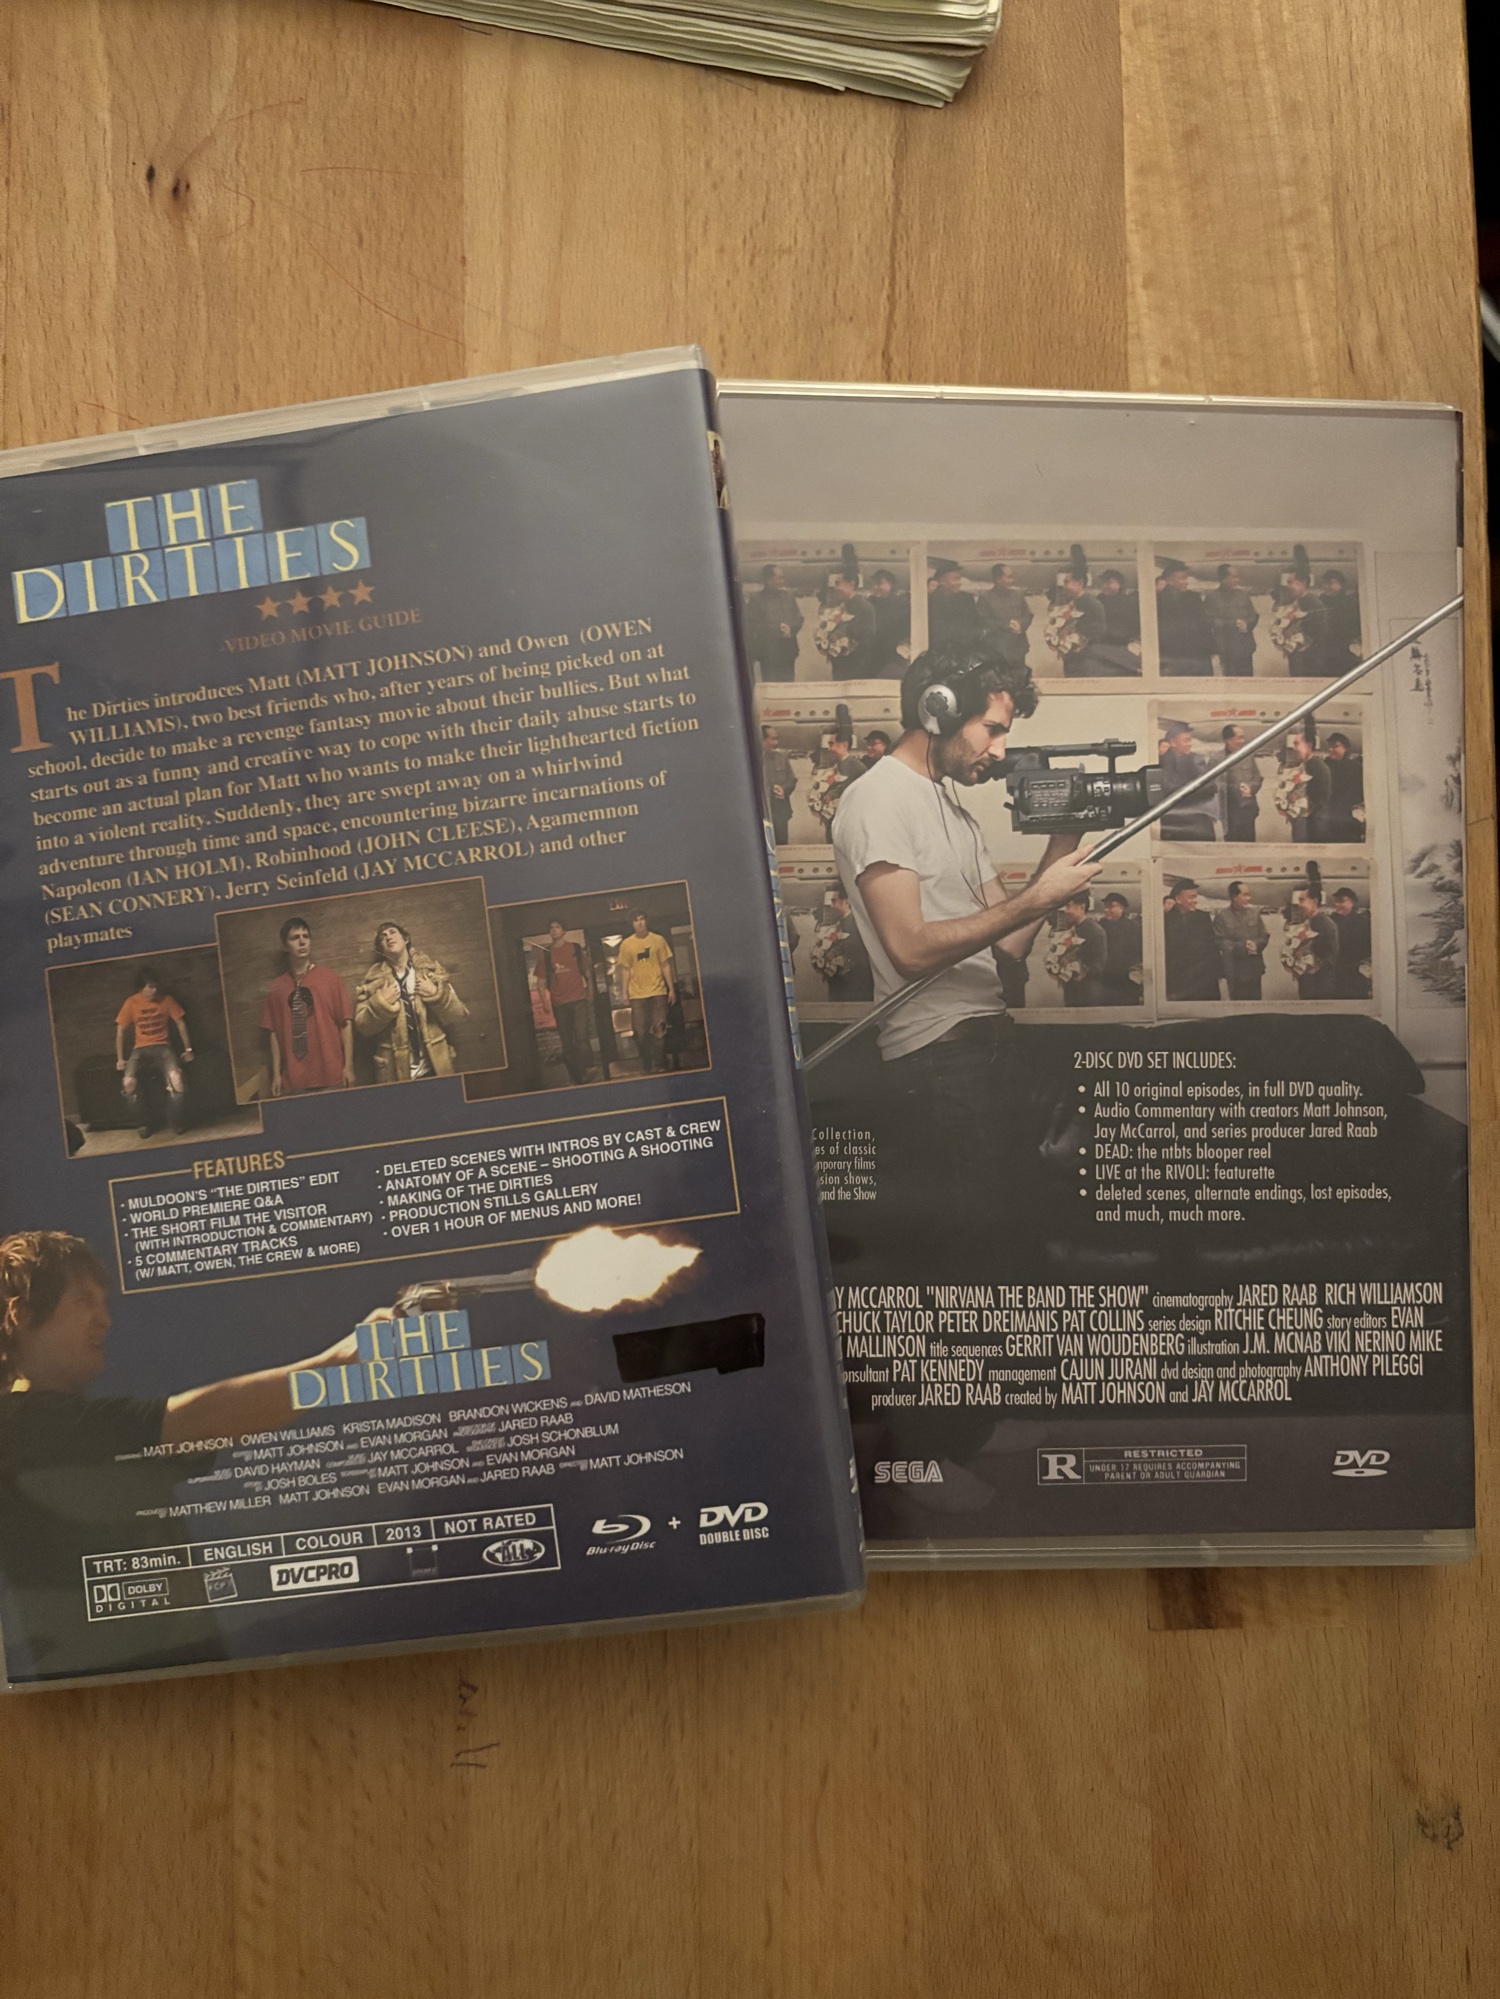 THE
DIRTIES
VIDEO MOVIE GUIDE
The Dirties introduces Matt (MATT JOHNSON) and Owen (OWEN
WILLIAMS), two best friends who, after years of being picked on at
school, decide to make a revenge fantasy movie about their bullies. But what
starts out as a funny and creative way to cope with their daily abuse starts to
become an actual plan for Matt who wants to make their lighthearted fiction
into a violent reality. Suddenly, they are swept away on a whirlwind
adventure through time and space, encountering bizarre incarnations of
Napoleon (IAN HOLM), Robinhood (JOHN CLEESE), Agamemnon
(SEAN CONNERY), Jerry Seinfeld (JAY MCCARROL) and other
playmates
FEATURES
· MULDOON'S "THE DIRTIES" EDIT
· WORLD PREMIERE Q&A
· THE SHORT FILM THE VISITOR
(WITH INTRODUCTION & COMMENTARY)
· 5 COMMENTARY TRACKS
(W/ MATT, OWEN, THE CREW & MORE)
· DELETED SCENES WITH INTROS BY CAST & CREW
· ANATOMY OF A SCENE – SHOOTING A SHOOTING
· MAKING OF THE DIRTIES
· PRODUCTION STILLS GALLERY
· OVER 1 HOUR OF MENUS AND MORE!
THE
DIRTIES
MATT JOHNSON OWEN WILLIAMS KRISTA MADISON BRANDON WICKENS AND DAVID MATHESON
MATT JOHNSON AND EVAN MORGAN JARED RAAB
DAVID HAYMAN JAY MCCARROL JOSH SCHONBLUM
JOSH BOLES MATT JOHNSON AND EVAN MORGAN
MATTHEW MILLER MATT JOHNSON EVAN MORGAN AND JARED RAAB MATT JOHNSON
TRT: 83min. ENGLISH COLOUR 2013 NOT RATED
DOLBY
DIGITAL
DVCPRO
ALL
Blu-ray Disc + DVD
DOUBLE DISC
2-DISC DVD SET INCLUDES:
• All 10 original episodes, in full DVD quality.
• Audio Commentary with creators Matt Johnson,
Jay McCarrol, and series producer Jared Raab
• DEAD: the ntbts blooper reel
• LIVE at the RIVOLI: featurette
• deleted scenes, alternate endings, lost episodes,
and much, much more.
Collection,
es of classic
mporary films
sion shows,
and the Show
Y MCCARROL "NIRVANA THE BAND THE SHOW" cinematography JARED RAAB RICH WILLIAMSON
CHUCK TAYLOR PETER DREIMANIS PAT COLLINS series design RITCHIE CHEUNG story editors EVAN
MALLINSON title sequences GERRIT VAN WOUDENBERG illustration J.M. MCNAB VIKI NERINO MIKE
onsultant PAT KENNEDY management CAJUN JURANI dvd design and photography ANTHONY PILEGGI
producer JARED RAAB created by MATT JOHNSON and JAY MCCARROL
SEGA
R RESTRICTED
UNDER 17 REQUIRES ACCOMPANYING
PARENT OR ADULT GUARDIAN
DVD